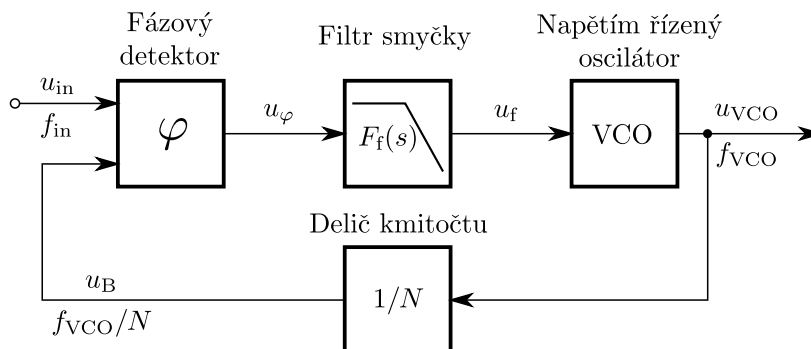 Fázový
detektor
Filtr smyčky
Napětím řízený
oscilátor
u_in
f_in
φ
u_φ
F_f(s)
u_f
VCO
u_VCO
f_VCO
Delič kmitočtu
1/N
u_B
f_VCO/N